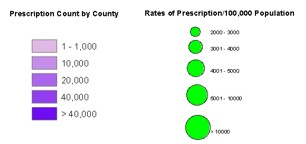 Prescription Count by County
1 - 1,000
10,000
20,000
40,000
> 40,000
Rates of Prescription/100,000 Population
2000 - 3000
3001 - 4000
4001 - 5000
5001 - 10000
> 10000